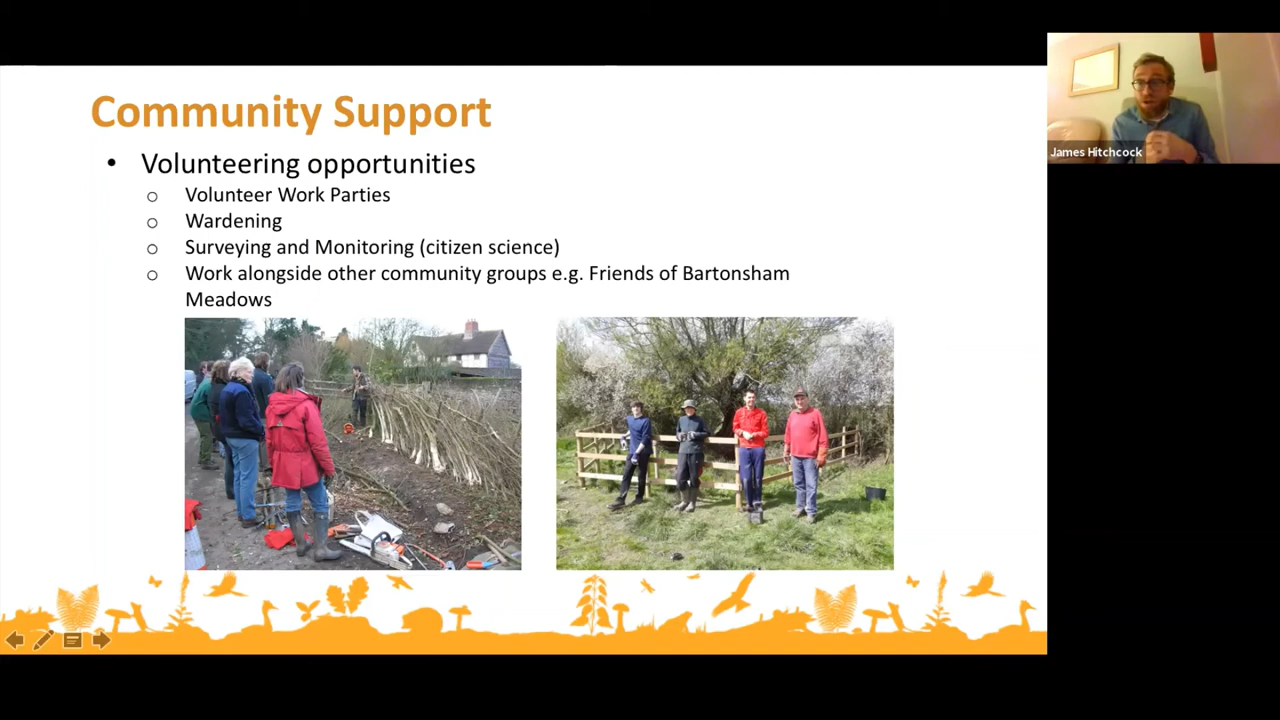 Community Support
• Volunteering opportunities
o Volunteer Work Parties
o Wardening
o Surveying and Monitoring (citizen science)
o Work alongside other community groups e.g. Friends of Bartonsham
Meadows
James Hitchcock